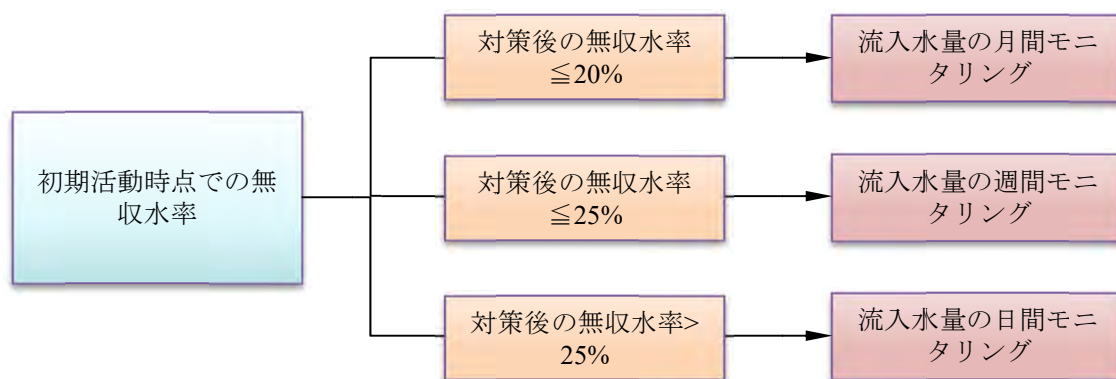 初期活動時点での無
収水率
対策後の無収水率
≦20%
流入水量の月間モニ
タリング
対策後の無収水率
≦25%
流入水量の週間モニ
タリング
対策後の無収水率>
25%
流入水量の日間モニ
タリング